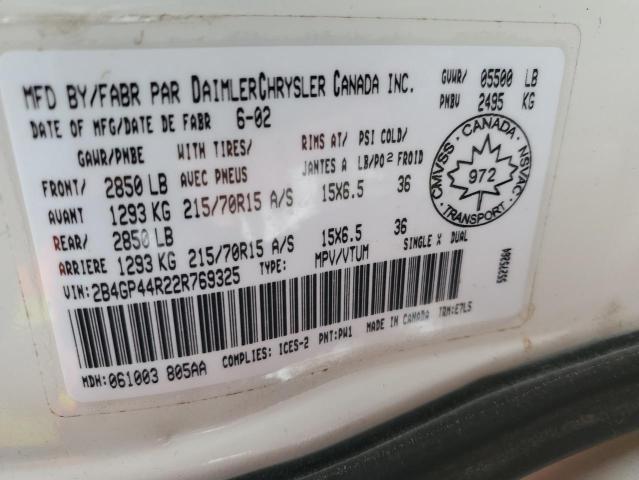 MFD BY/FABR PAR DAIMLERCHRYSLER CANADA INC.
GVWR/ 05500 LB
PNBV 2495 KG
DATE OF MFG/DATE DE FABR 6-02
GAWR/PNBE WITH TIRES/ RIMS AT/ PSI COLD/
AVEC PNEUS JANTES A LB/PO2 FROID
FRONT/ 2850 LB
AVANT 1293 KG 215/70R15 A/S 15X6.5 36
REAR/ 2850 LB
ARRIERE 1293 KG 215/70R15 A/S 15X6.5 36
VIN: 2B4GP44R22R769325 TYPE: MPV/VTUM SINGLE X DUAL
CMVSS · CANADA · NSVAC
972
· TRANSPORT ·
55275204
MDH: 061003 805AA COMPLIES: ICES-2 PNT: PW1 MADE IN CANADA TRM: E7L5